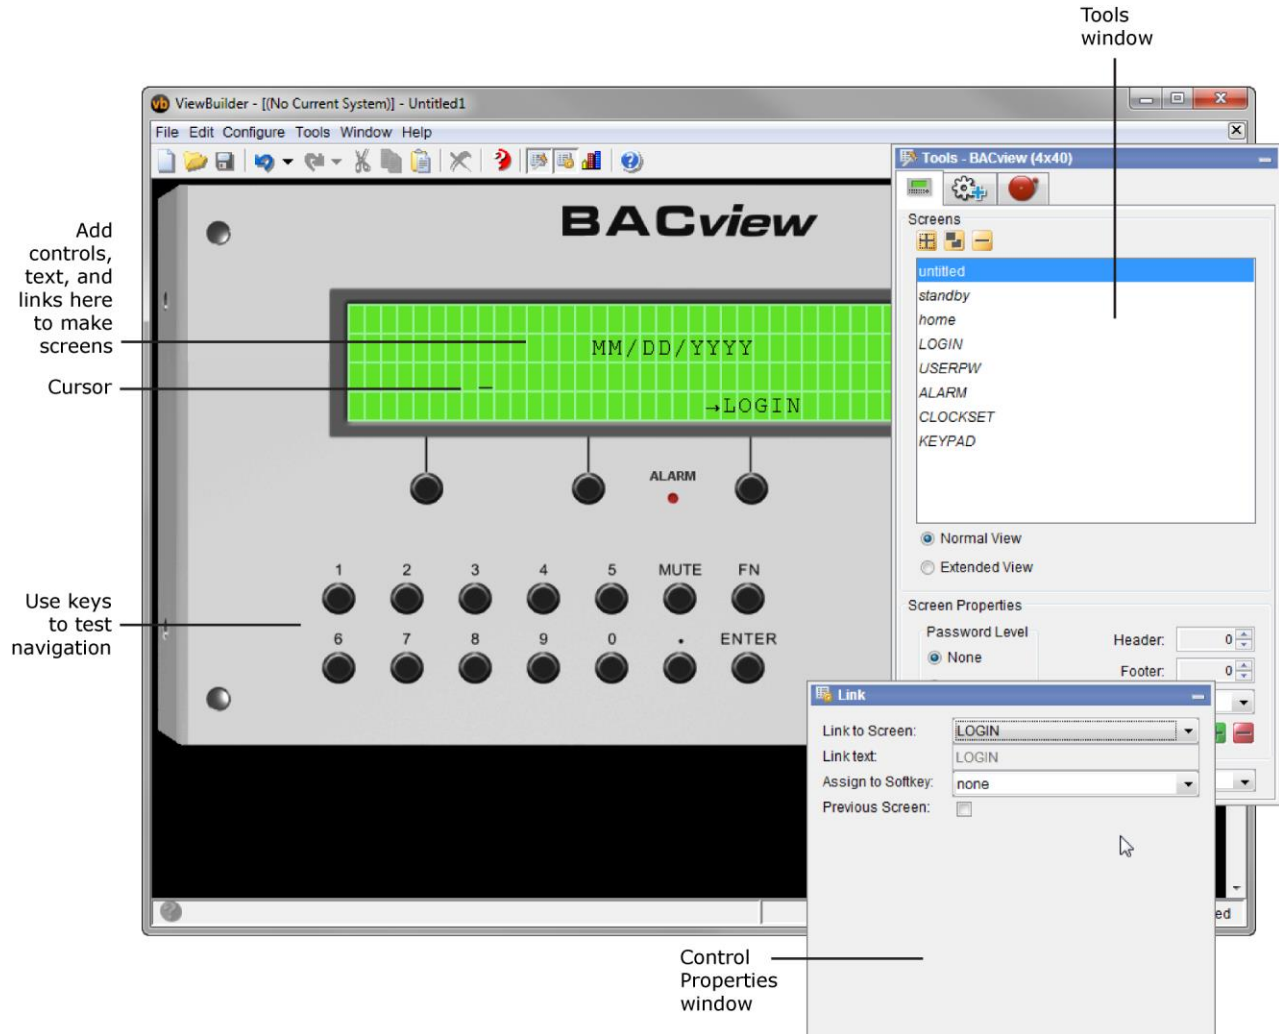 Tools
window
ViewBuilder - [(No Current System)] - Untitled1
File Edit Configure Tools Window Help
Tools - BACview (4x40)
Screens
untitled
standby
home
LOGIN
USERPW
ALARM
CLOCKSET
KEYPAD
Normal View
Extended View
Screen Properties
Password Level
None
Header: 0
Footer: 0
Add
controls,
text, and
links here
to make
screens
Cursor
BACview
MM/DD/YYYY
→LOGIN
ALARM
1 2 3 4 5 MUTE FN
6 7 8 9 0 . ENTER
Use keys
to test
navigation
Link
Link to Screen: LOGIN
Link text: LOGIN
Assign to Softkey: none
Previous Screen:
ed
Control
Properties
window